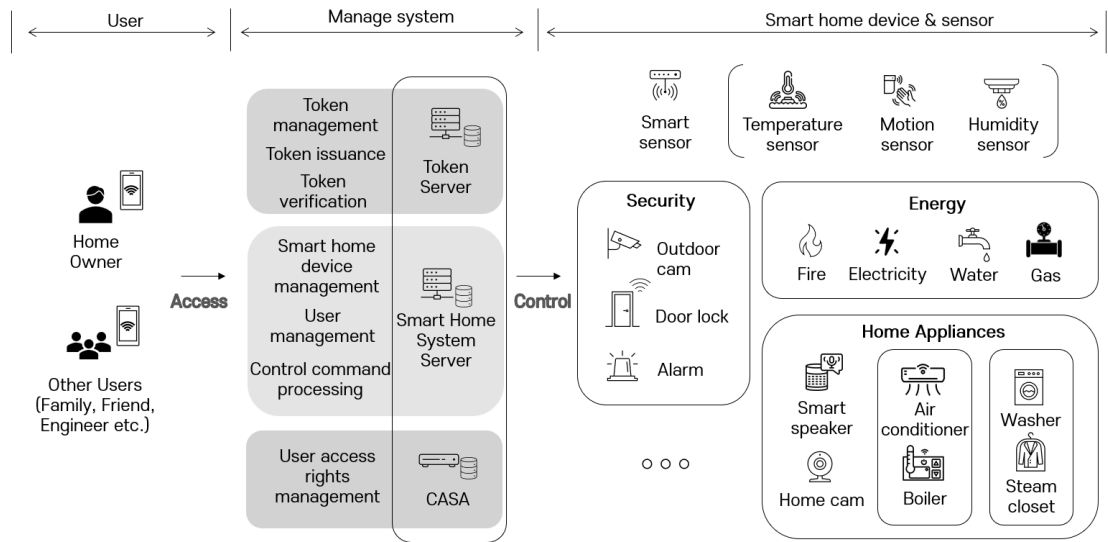 User
Manage system
Smart home device & sensor
Token
management
Token issuance
Token
verification
Token
Server
Smart
sensor
Temperature
sensor
Motion
sensor
Humidity
sensor
Home
Owner
Other Users
(Family, Friend,
Engineer etc.)
Access
Smart home
device
management
User
management
Control command
processing
Smart Home
System
Server
User access
rights
management
CASA
Control
Security
Outdoor
cam
Door lock
Alarm
Energy
Fire
Electricity
Water
Gas
Home Appliances
Smart
speaker
Air
conditioner
Washer
Home cam
Boiler
Steam
closet